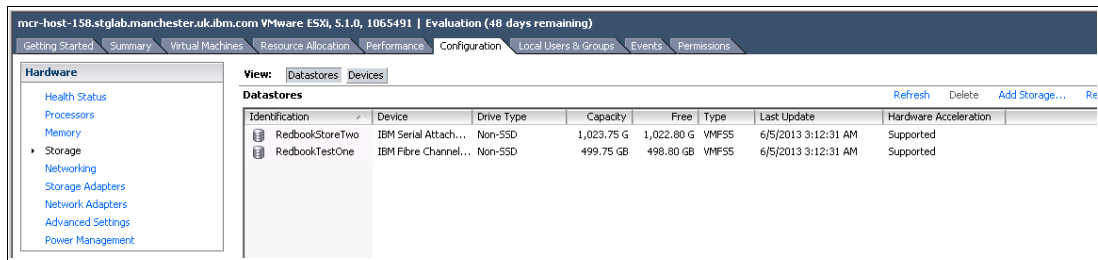 mcr-host-158.stglab.manchester.uk.ibm.com VMware ESXi, 5.1.0, 1065491 | Evaluation (48 days remaining)
Getting Started Summary Virtual Machines Resource Allocation Performance Configuration Local Users & Groups Events Permissions
Hardware
Health Status
Processors
Memory
Storage
Networking
Storage Adapters
Network Adapters
Advanced Settings
Power Management
View: Datastores Devices
Datastores Refresh Delete Add Storage... Re
Identification Device Drive Type Capacity Free Type Last Update Hardware Acceleration
RedbookStoreTwo IBM Serial Attach... Non-SSD 1,023.75 G 1,022.80 G VMFS5 6/5/2013 3:12:31 AM Supported
RedbookTestOne IBM Fibre Channel... Non-SSD 499.75 GB 498.80 GB VMFS5 6/5/2013 3:12:31 AM Supported